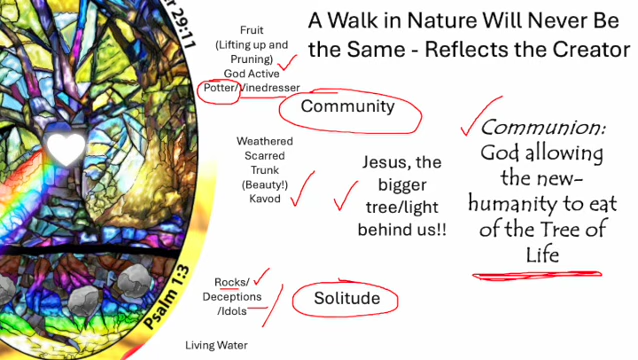 A Walk in Nature Will Never Be
the Same - Reflects the Creator
29:11
Fruit
(Lifting up and
Pruning)
God Active
Potter/Vinedresser
Community
Weathered
Scarred
Trunk
(Beauty!)
Kavod
Jesus, the
bigger
tree/light
behind us!!
Communion:
God allowing
the new-
humanity to eat
of the Tree of
Life
Rocks/
Deceptions
/Idols
Solitude
Living Water
Psalm 1:3